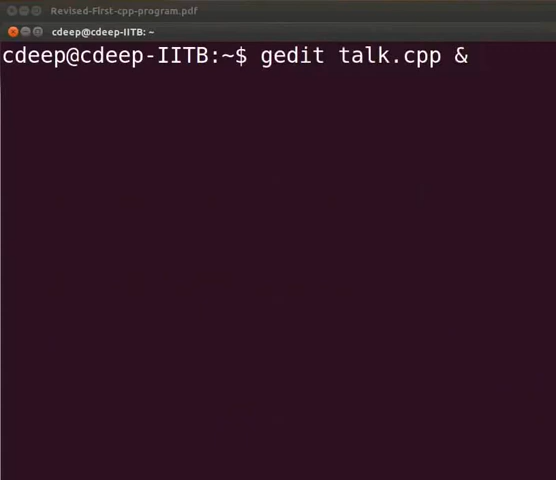 Revised-First-cpp-program.pdf
cdeep@cdeep-IITB: ~
cdeep@cdeep-IITB:~$ gedit talk.cpp &